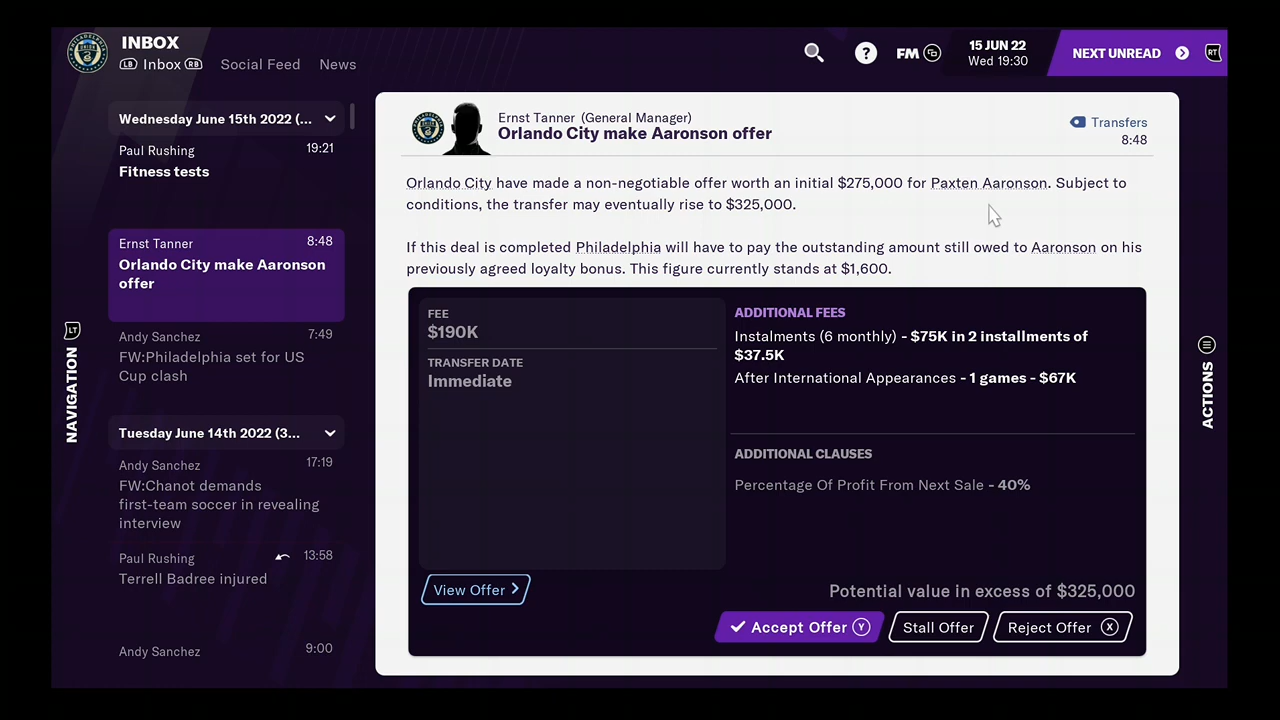 INBOX
LB Inbox RB Social Feed News
FM
15 JUN 22
Wed 19:30
NEXT UNREAD RT
Wednesday June 15th 2022 (...
Paul Rushing 19:21
Fitness tests
Ernst Tanner 8:48
Orlando City make Aaronson
offer
Andy Sanchez 7:49
FW:Philadelphia set for US
Cup clash
Tuesday June 14th 2022 (3...
Andy Sanchez 17:19
FW:Chanot demands
first-team soccer in revealing
interview
Paul Rushing 13:58
Terrell Badree injured
Andy Sanchez 9:00
LT
NAVIGATION
Ernst Tanner (General Manager)
Orlando City make Aaronson offer
Transfers
8:48
Orlando City have made a non-negotiable offer worth an initial $275,000 for Paxten Aaronson. Subject to
conditions, the transfer may eventually rise to $325,000.
If this deal is completed Philadelphia will have to pay the outstanding amount still owed to Aaronson on his
previously agreed loyalty bonus. This figure currently stands at $1,600.
FEE
$190K
TRANSFER DATE
Immediate
ADDITIONAL FEES
Instalments (6 monthly) - $75K in 2 installments of
$37.5K
After International Appearances - 1 games - $67K
ADDITIONAL CLAUSES
Percentage Of Profit From Next Sale - 40%
View Offer
Potential value in excess of $325,000
Accept Offer Y Stall Offer Reject Offer X
ACTIONS